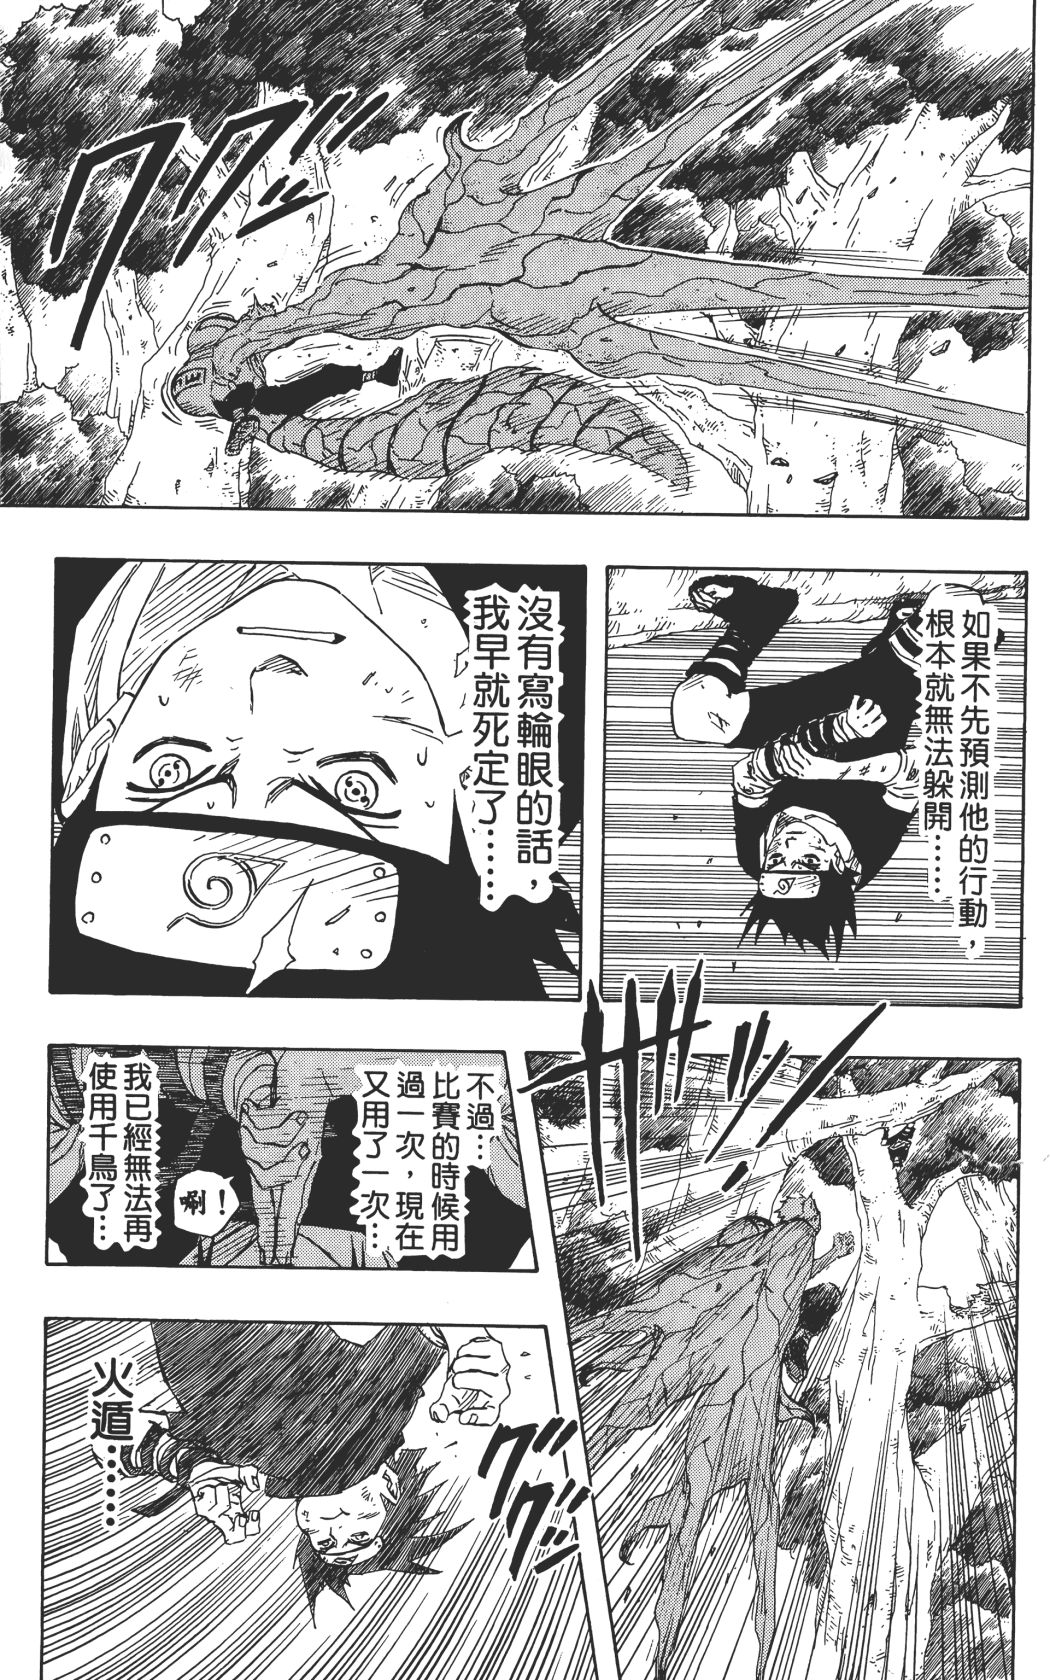 ググッ
如果不先預測他的行動，
根本就無法躲開……
沒有寫輪眼的話，
我早就死定了……
不過…
比賽的時候用
過一次，現在
又用了一次…
唰！
我已經無法再
使用千鳥了…
ググッ
火遁……